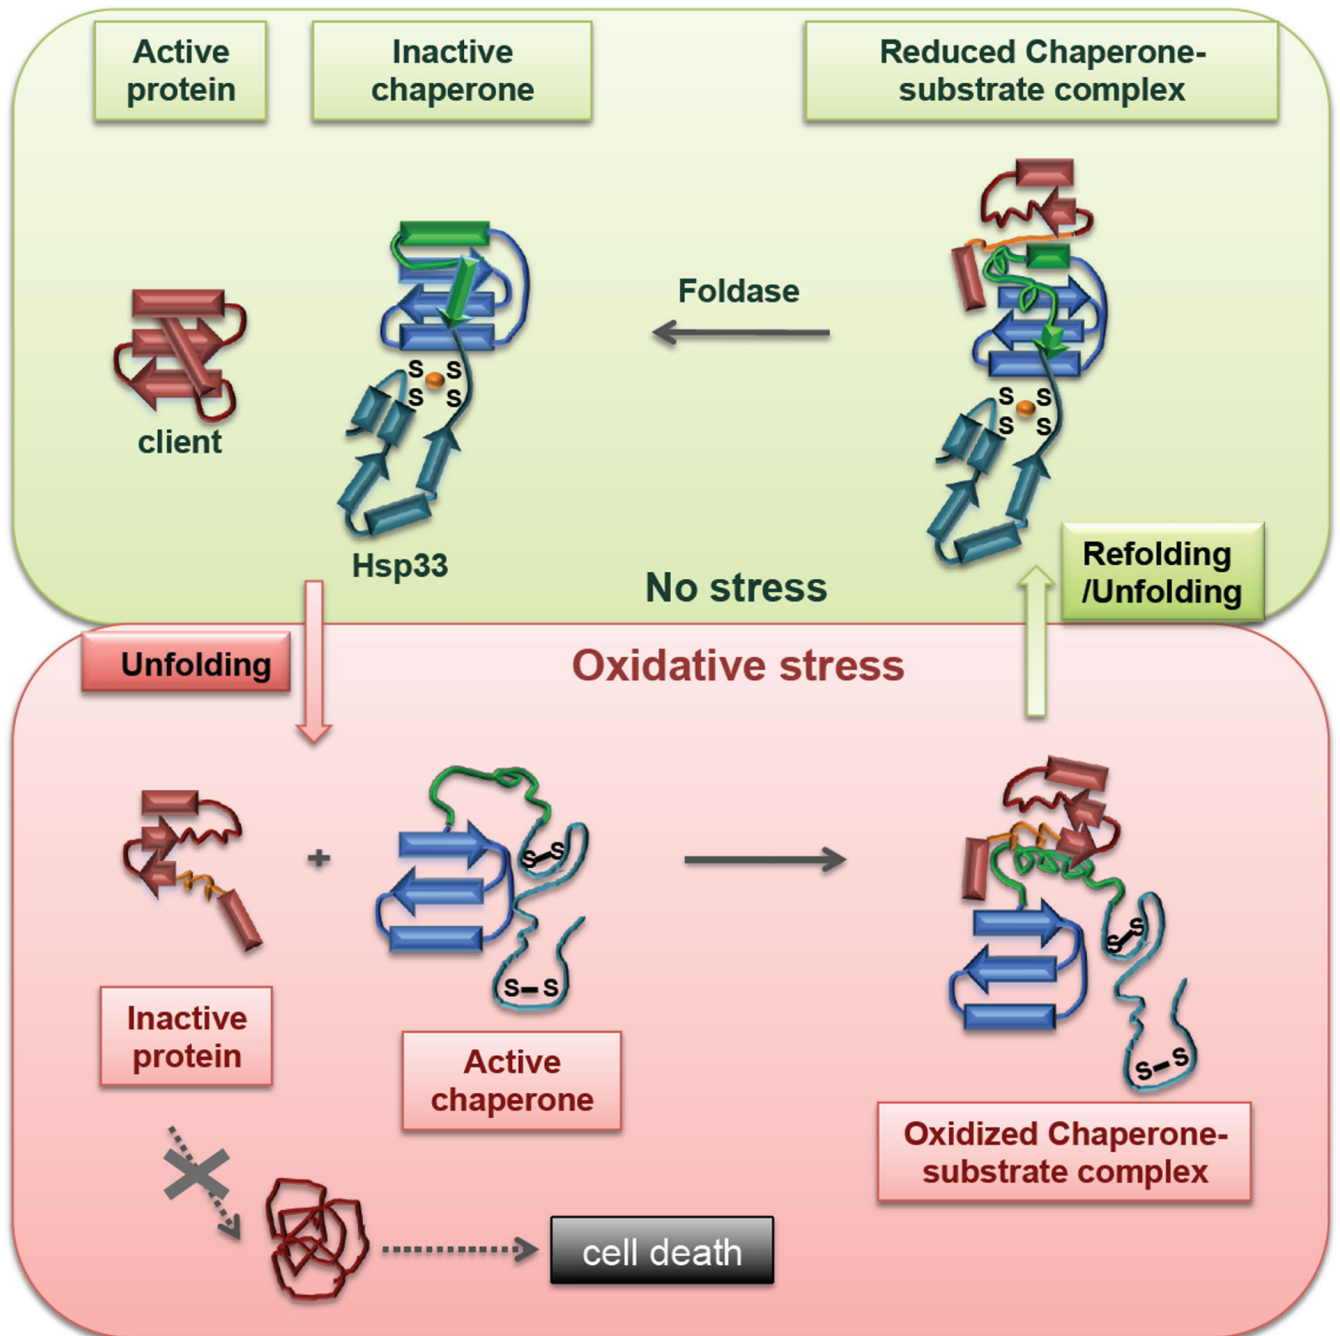 Active
protein
Inactive
chaperone
Reduced Chaperone-
substrate complex
Foldase
S S
S S
S S
S S
client
Hsp33
No stress
Refolding
/Unfolding
Unfolding
Oxidative stress
+
S-S
S-S
S-S
S-S
Inactive
protein
Active
chaperone
Oxidized Chaperone-
substrate complex
cell death